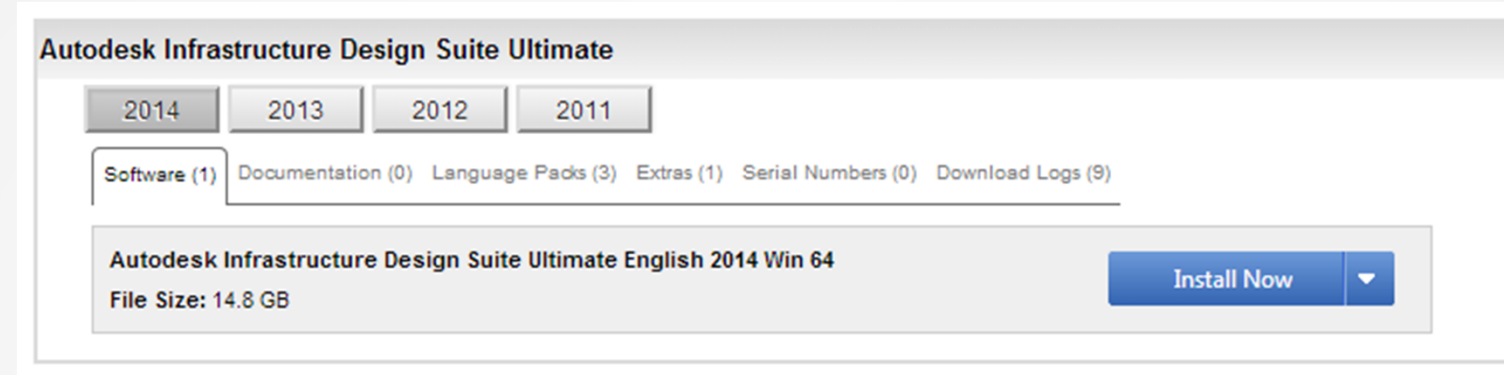 Autodesk Infrastructure Design Suite Ultimate
2014 2013 2012 2011
Software (1) Documentation (0) Language Packs (3) Extras (1) Serial Numbers (0) Download Logs (9)
Autodesk Infrastructure Design Suite Ultimate English 2014 Win 64
Install Now
File Size: 14.8 GB